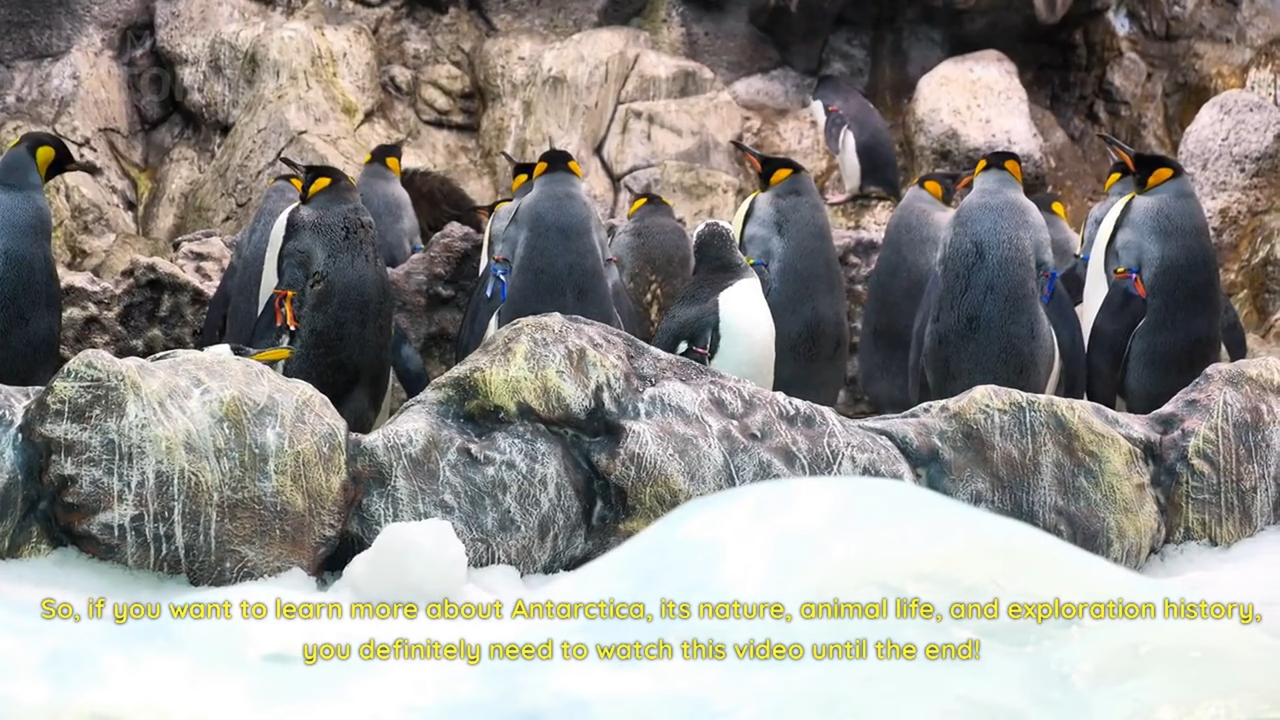 So, if you want to learn more about Antarctica, its nature, animal life, and exploration history,
you definitely need to watch this video until the end!